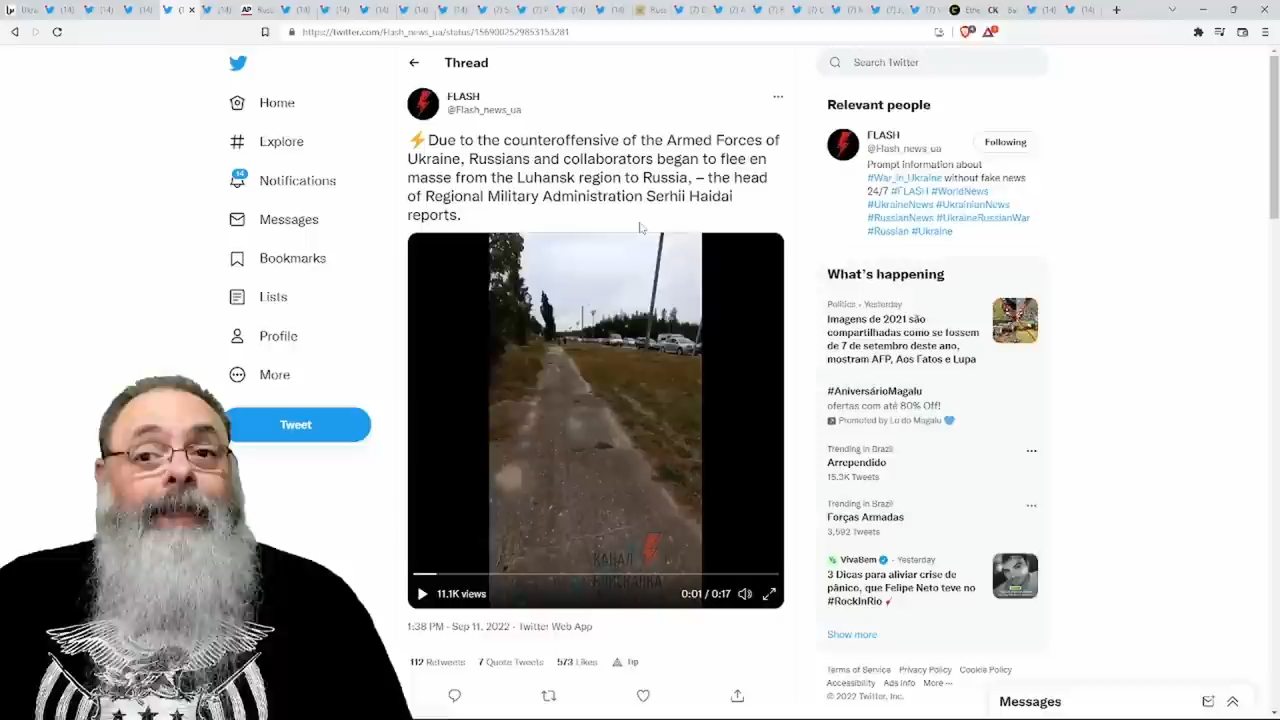 https://twitter.com/Flash_news_ua/status/1569002529853153281
Home
Explore
Notifications
14
Messages
Bookmarks
Lists
Profile
More
Tweet
Thread
FLASH
@Flash_news_ua
⚡Due to the counteroffensive of the Armed Forces of
Ukraine, Russians and collaborators began to flee en
masse from the Luhansk region to Russia, – the head
of Regional Military Administration Serhii Haidai
reports.
КАНАЛ
11.1K views
0:01 / 0:17
1:38 PM · Sep 11, 2022 · Twitter Web App
112 Retweets 7 Quote Tweets 573 Likes Tip
Search Twitter
Relevant people
FLASH
@Flash_news_ua
Following
Prompt information about
#War_in_Ukraine without fake news
24/7 #FLASH #WorldNews
#UkraineNews #UkrainianNews
#RussianNews #UkraineRussianWar
#Russian #Ukraine
What's happening
Politics · Yesterday
Imagens de 2021 são
compartilhadas como se fossem
de 7 de setembro deste ano,
mostram AFP, Aos Fatos e Lupa
#AniversárioMagalu
ofertas com até 80% Off!
Promoted by Lu do Magalu
Trending in Brazil
Arrependido
15.3K Tweets
Trending in Brazil
Forças Armadas
3,592 Tweets
VivaBem · Yesterday
3 Dicas para aliviar crise de
pânico, que Felipe Neto teve no
#RockInRio
Show more
Terms of Service Privacy Policy Cookie Policy
Accessibility Ads info More ···
© 2022 Twitter, Inc.
Messages